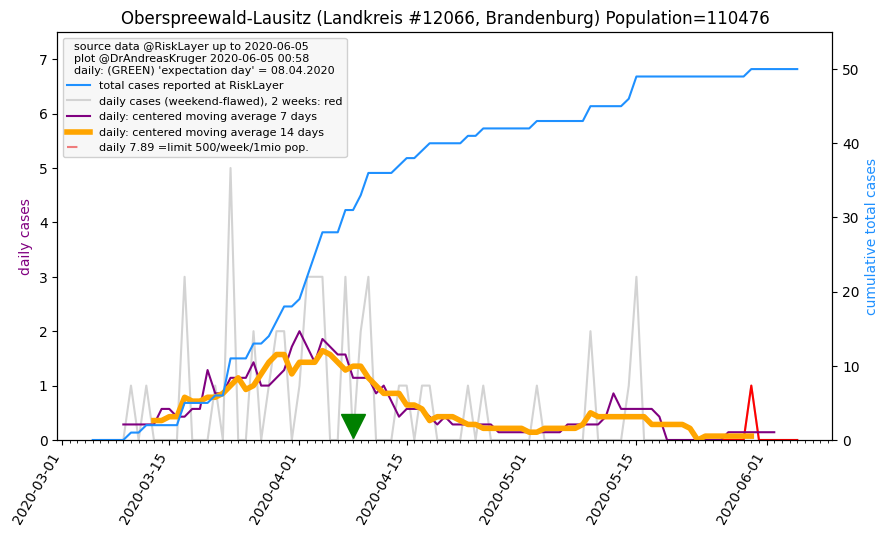 Oberspreewald-Lausitz (Landkreis #12066, Brandenburg) Population=110476
source data @RiskLayer up to 2020-06-05
plot @DrAndreasKruger 2020-06-05 00:58
daily: (GREEN) 'expectation day' = 08.04.2020
total cases reported at RiskLayer
daily cases (weekend-flawed), 2 weeks: red
daily: centered moving average 7 days
daily: centered moving average 14 days
daily 7.89 =limit 500/week/1mio pop.
daily cases
7
6
5
4
3
2
1
0
cumulative total cases
50
40
30
20
10
0
2020-03-01
2020-03-15
2020-04-01
2020-04-15
2020-05-01
2020-05-15
2020-06-01